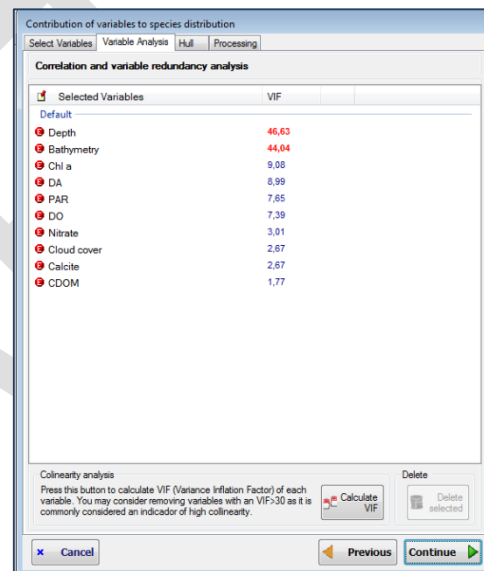 Contribution of variables to species distribution
Select Variables Variable Analysis Hull Processing
Correlation and variable redundancy analysis
Selected Variables VIF
Default
Depth 46,63
Bathymetry 44,04
Chl a 9,08
DA 8,99
PAR 7,65
DO 7,39
Nitrate 3,01
Cloud cover 2,67
Calcite 2,67
CDOM 1,77
Colinearity analysis
Press this button to calculate VIF (Variance Inflation Factor) of each
variable. You may consider removing variables with an VIF>30 as it is
commonly considered an indicador of high collinearity.
Calculate
VIF
Delete
Delete
selected
Cancel Previous Continue